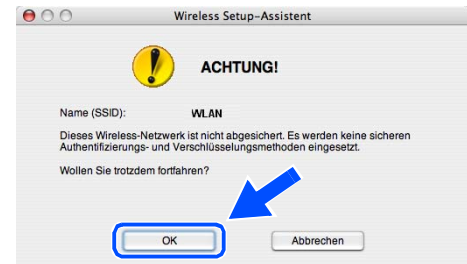 Wireless Setup-Assistent
ACHTUNG!
Name (SSID): WLAN
Dieses Wireless-Netzwerk ist nicht abgesichert. Es werden keine sicheren
Authentifizierungs- und Verschlüsselungsmethoden eingesetzt.
Wollen Sie trotzdem fortfahren?
OK Abbrechen